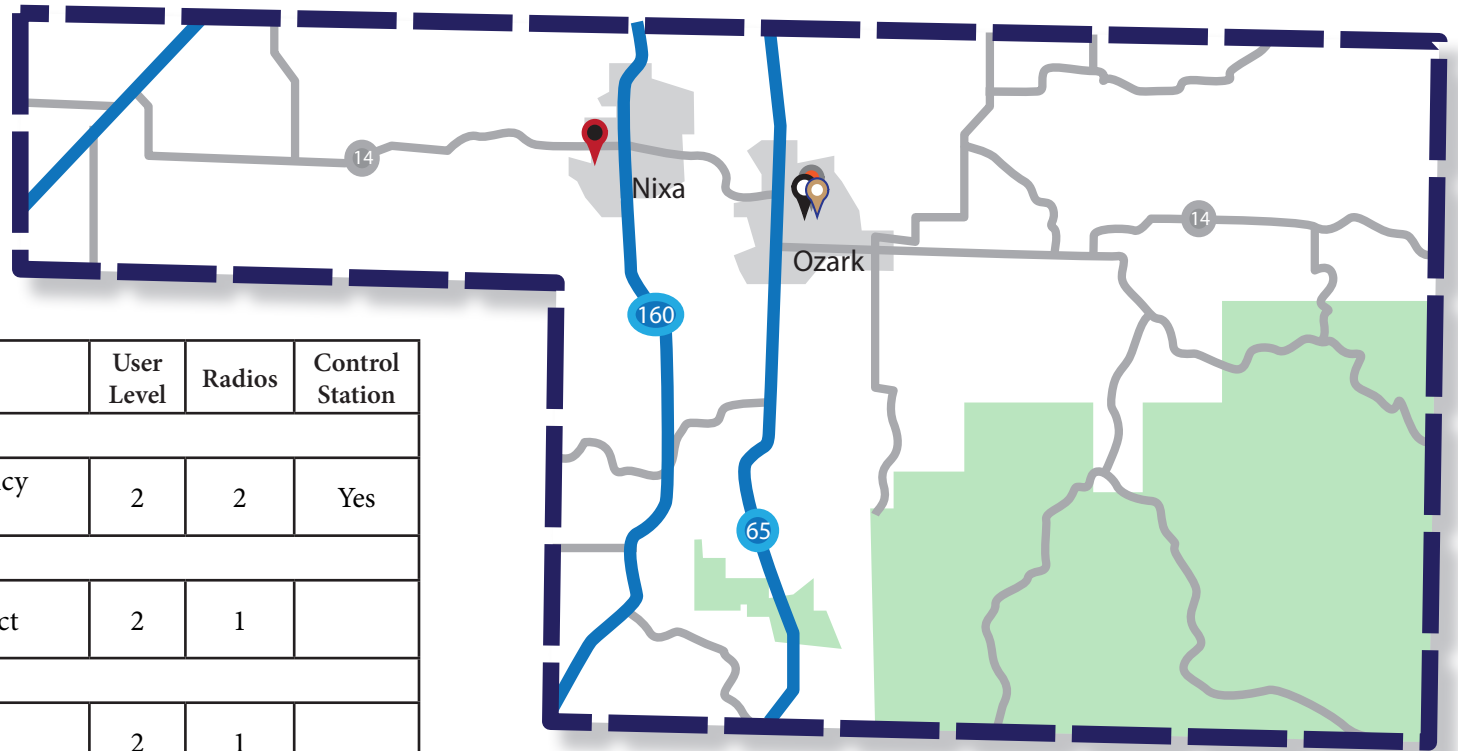 14
Nixa
14
Ozark
160
65
User Level
Radios
Control Station
cy
2
2
Yes
ct
2
1
2
1